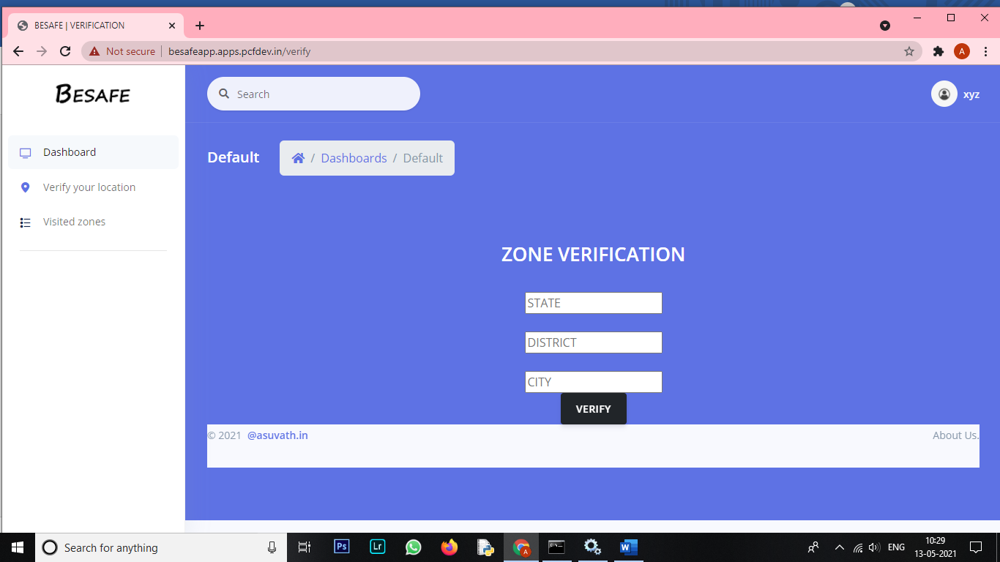 BESAFE | VERIFICATION
Not secure
besafeapp.apps.pcfdev.in/verify
A
BESAFE
Search
xyz
Dashboard
Verify your location
Visited zones
Default
/ Dashboards / Default
ZONE VERIFICATION
STATE
DISTRICT
CITY
VERIFY
© 2021 @asuvath.in
About Us.
Search for anything
Ps
Lr
A
W
ENG
10:29
13-05-2021